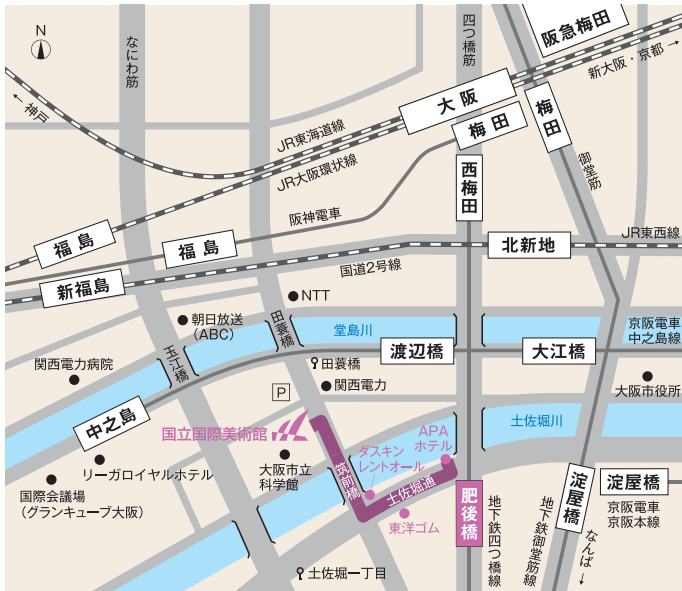 N
なにわ筋
四つ橋筋
阪急梅田
新大阪・京都→
←神戸
大阪
梅田
梅田
JR東海道線
JR大阪環状線
御堂筋
西梅田
阪神電車
福島
福島
北新地
JR東西線
新福島
国道2号線
NTT
朝日放送
(ABC)
田蓑橋
堂島川
京阪電車
中之島線
玉江橋
渡辺橋
大江橋
関西電力病院
田蓑橋
P
関西電力
大阪市役所
中之島
国立国際美術館
APA
ホテル
土佐堀川
ダスキン
レントオール
リーガロイヤルホテル
大阪市立
科学館
筑前橋
土佐堀通
肥後橋
淀屋橋
淀屋橋
国際会議場
(グランキューブ大阪)
東洋ゴム
地下鉄四つ橋線
地下鉄御堂筋線
なんば→
京阪電車
京阪本線
土佐堀一丁目